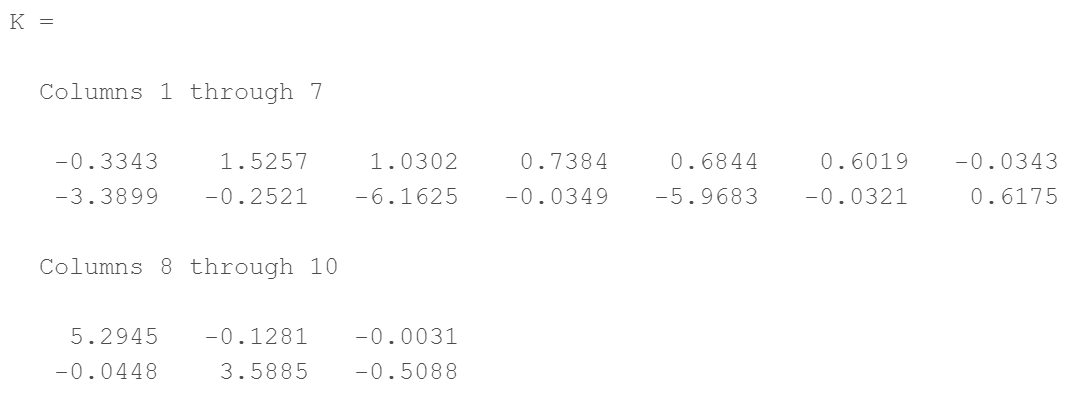 K =
Columns 1 through 7
-0.3343 1.5257 1.0302 0.7384 0.6844 0.6019 -0.0343
-3.3899 -0.2521 -6.1625 -0.0349 -5.9683 -0.0321 0.6175
Columns 8 through 10
5.2945 -0.1281 -0.0031
-0.0448 3.5885 -0.5088